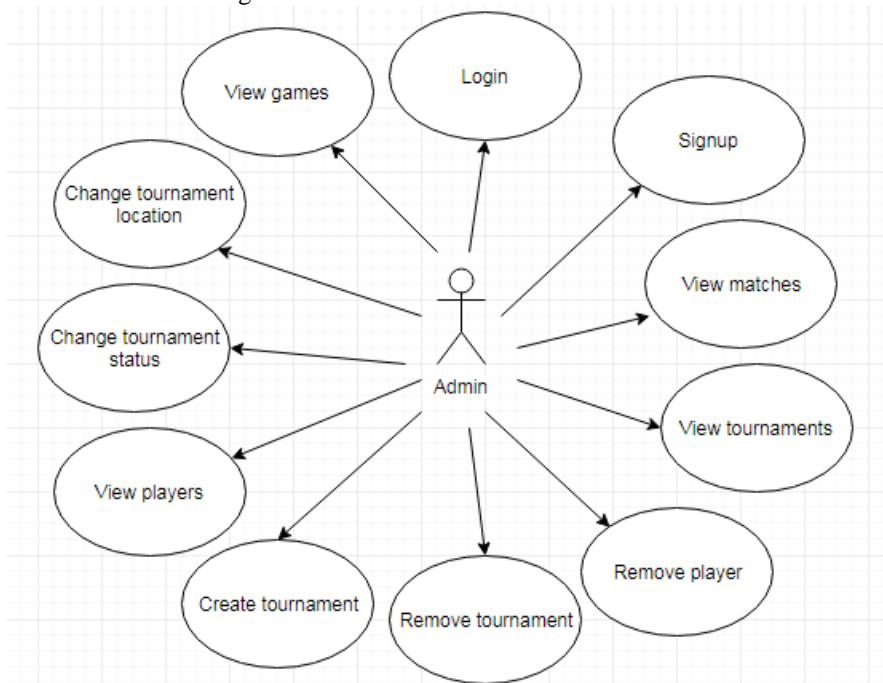 View games
Login
Signup
Change tournament
location
View matches
Change tournament
status
Admin
View tournaments
View players
Remove player
Create tournament
Remove tournament